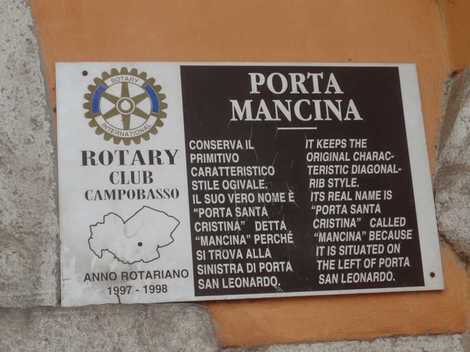 ROTARY
INTERNATIONAL
ROTARY
CLUB
CAMPOBASSO
ANNO ROTARIANO
1997 - 1998
PORTA
MANCINA
CONSERVA IL
PRIMITIVO
CARATTERISTICO
STILE OGIVALE.
IL SUO VERO NOME È
"PORTA SANTA
CRISTINA" DETTA
"MANCINA" PERCHÉ
SI TROVA ALLA
SINISTRA DI PORTA
SAN LEONARDO.
IT KEEPS THE
ORIGINAL CHARAC-
TERISTIC DIAGONAL-
RIB STYLE.
ITS REAL NAME IS
"PORTA SANTA
CRISTINA" CALLED
"MANCINA" BECAUSE
IT IS SITUATED ON
THE LEFT OF PORTA
SAN LEONARDO.